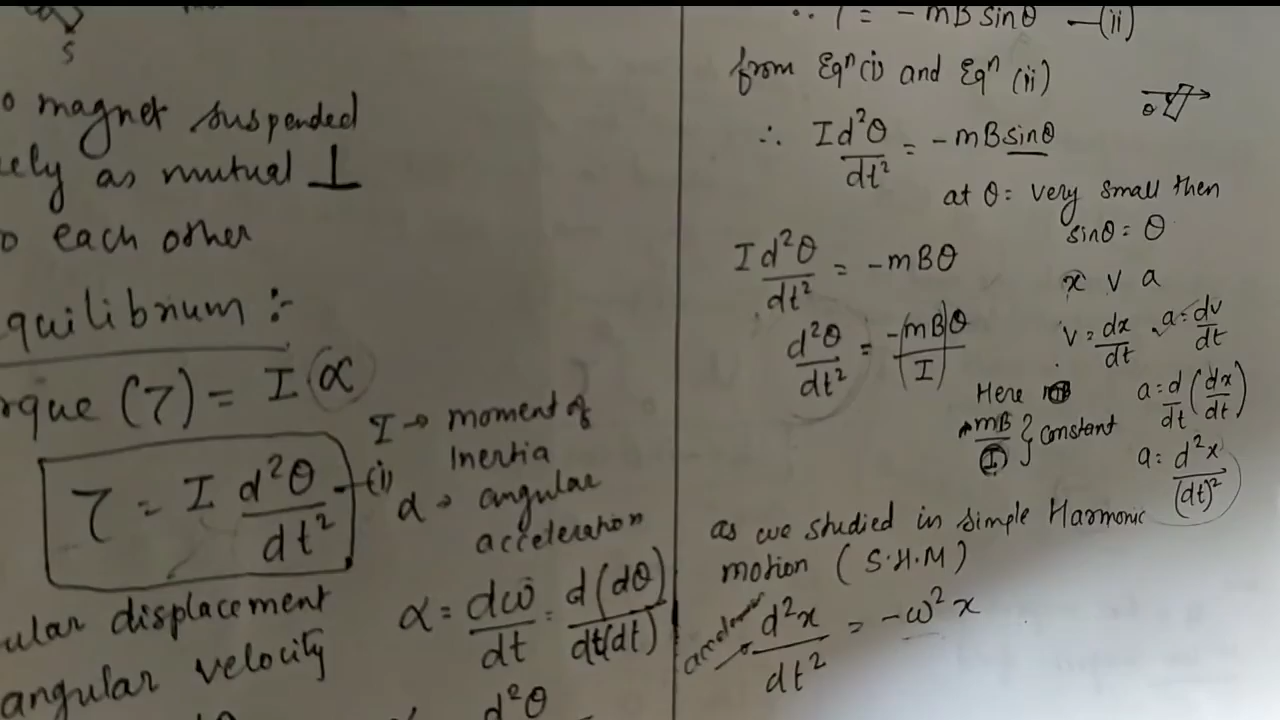 S
o magnet suspended
ely as mutual ⊥
o each other
quilibrium :-
rque (τ) = I α
τ = I d²θ/dt² —(i)
I → moment of
Inertia
α → angular
acceleration
ular displacement
angular velocity
α = dω/dt = d(dθ)/dt(dt)
d²θ
∴ τ = - mB sinθ —(ii)
from Eqⁿ(i) and Eqⁿ (ii)
θ
∴ I d²θ/dt² = - mB sinθ
at θ = very small then
sinθ = θ
I d²θ/dt² = - mBθ
x v a
d²θ/dt² = -(mB/I)θ
v = dx/dt, a = dv/dt
Here
mB/I } constant
a = d/dt (dx/dt)
a = d²x/(dt)²
as we studied in simple Harmonic
motion ( S.H.M)
d²x/dt² = - ω² x